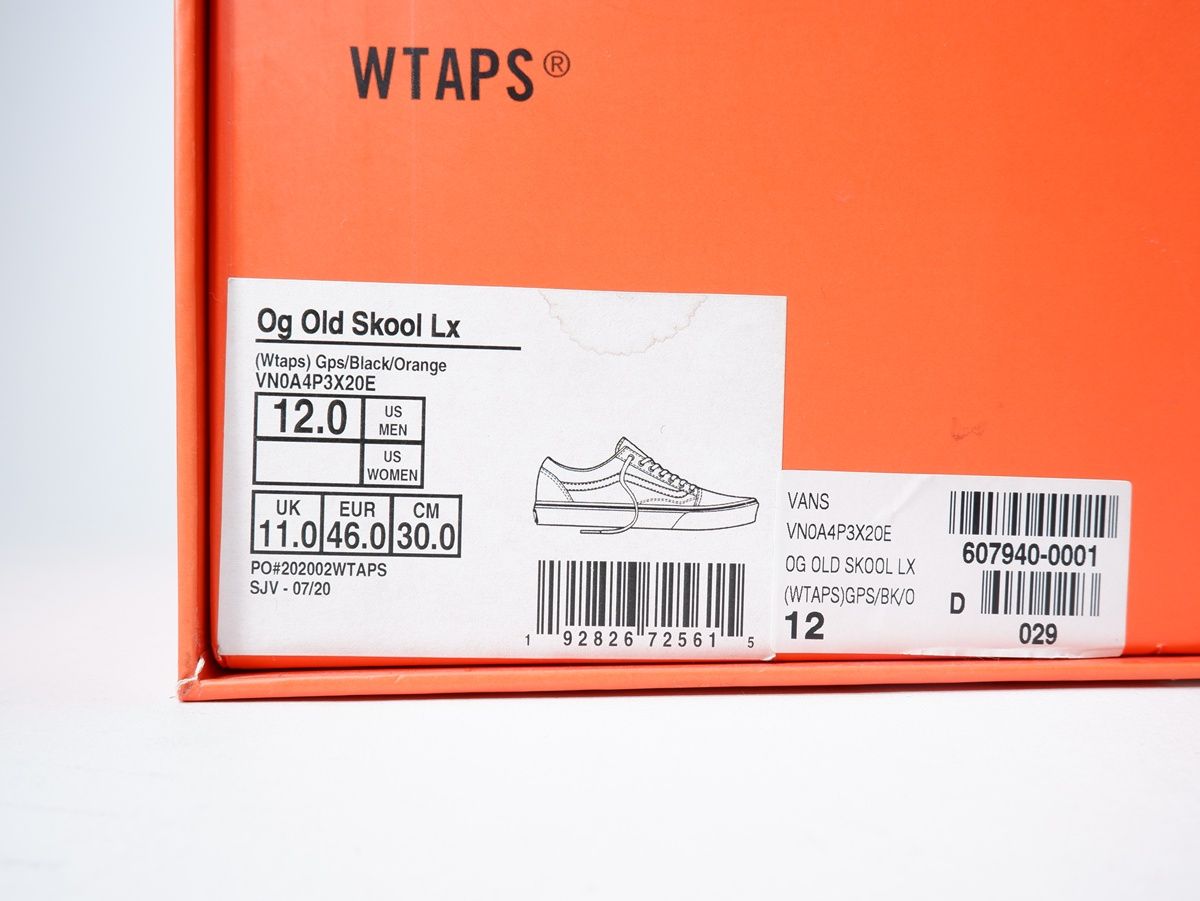 WTAPS®
Og Old Skool Lx
(Wtaps) Gps/Black/Orange
VN0A4P3X20E
12.0 US MEN
US WOMEN
UK EUR CM
11.0 46.0 30.0
PO#202002WTAPS
SJV - 07/20
1 92826 72561 5
VANS
VN0A4P3X20E
OG OLD SKOOL LX
(WTAPS)GPS/BK/O
12
607940-0001
D
029